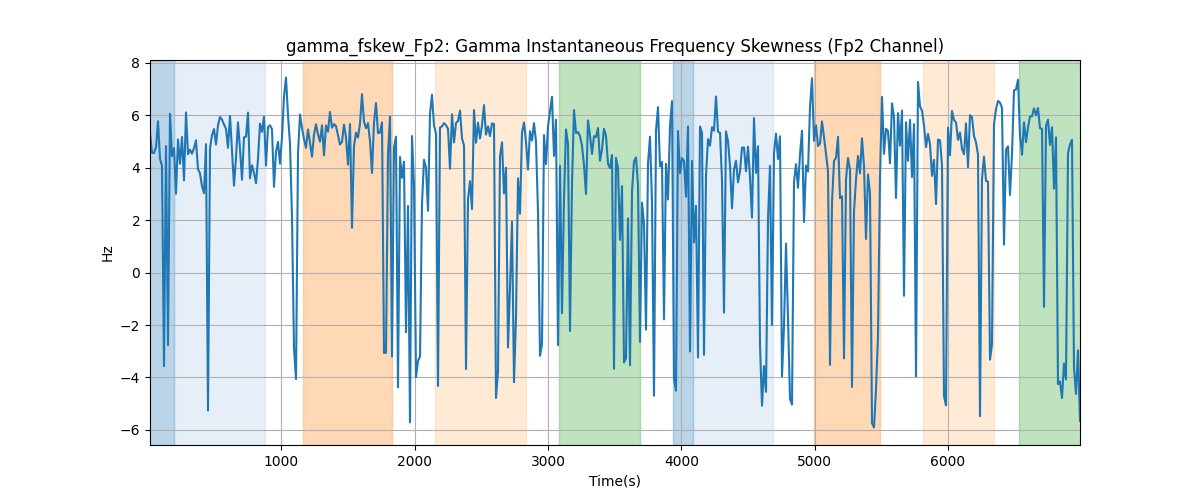 gamma_fskew_Fp2: Gamma Instantaneous Frequency Skewness (Fp2 Channel)
8
6
4
2
0
−2
−4
−6
Hz
1000 2000 3000 4000 5000 6000
Time(s)